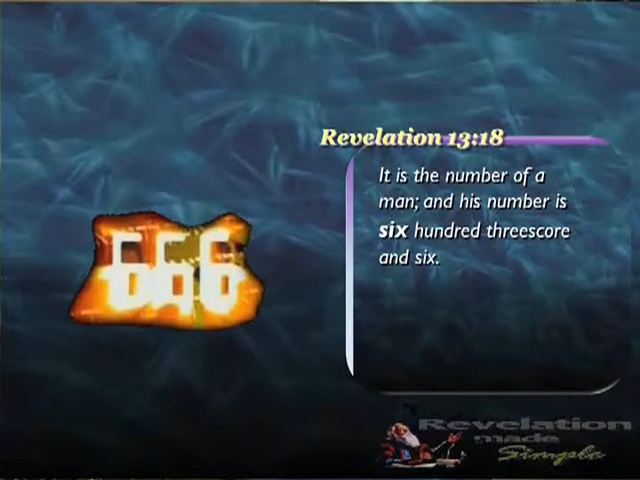 Revelation 13:18
It is the number of a
man; and his number is
six hundred threescore
and six.
666
Revelation
made
Simple